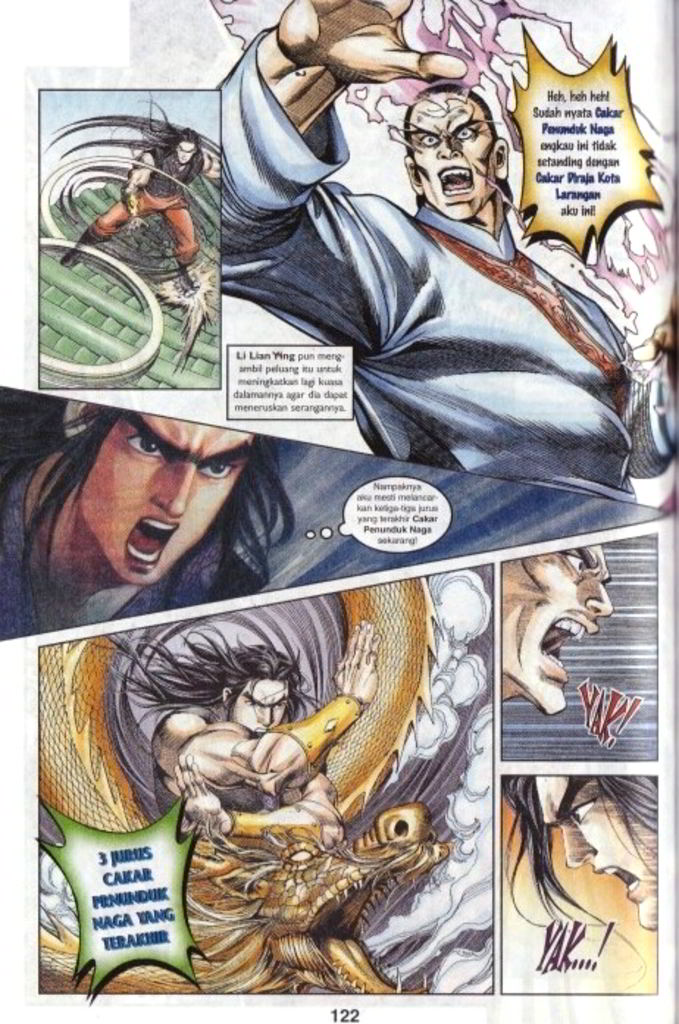 Heh, heh heh!
Sudah nyata Cakar
Penunduk Naga
engkau ini tidak
setanding dengan
Cakar Diraja Kota
Larangan
aku ini!
Li Lian Ying pun meng-
ambil peluang itu untuk
meningkatkan lagi kuasa
dalamannya agar dia dapat
meneruskan serangannya.
Nampaknya
aku mesti melancar-
kan ketiga-tiga jurus
yang terakhir Cakar
Penunduk Naga
sekarang!
YAK!
3 JURUS
CAKAR
PENUNDUK
NAGA YANG
TERAKHIR
YAK....!
122